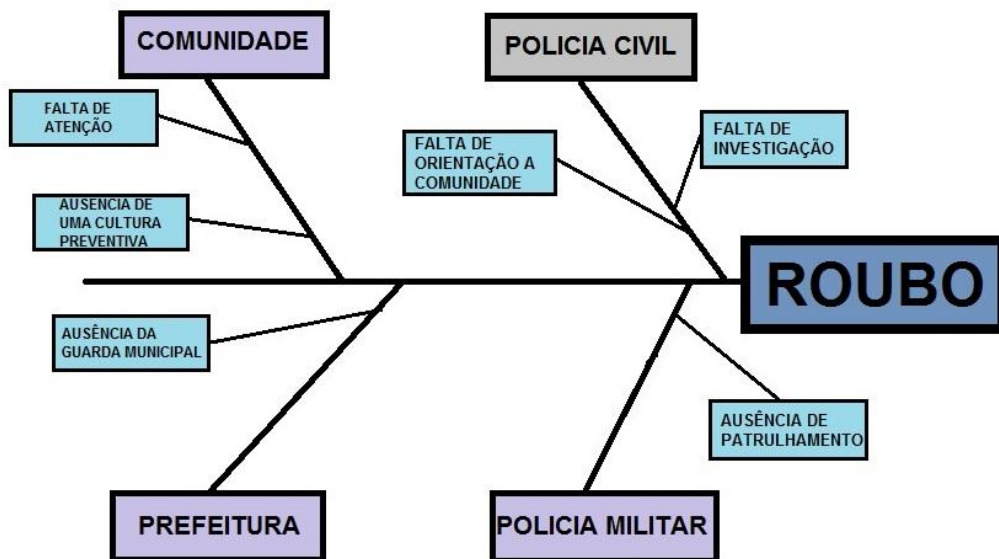 COMUNIDADE
POLICIA CIVIL
FALTA DE
ATENÇÃO
FALTA DE
ORIENTAÇÃO A
COMUNIDADE
FALTA DE
INVESTIGAÇÃO
AUSENCIA DE
UMA CULTURA
PREVENTIVA
ROUBO
AUSÊNCIA DA
GUARDA MUNICIPAL
AUSÊNCIA DE
PATRULHAMENTO
PREFEITURA
POLICIA MILITAR